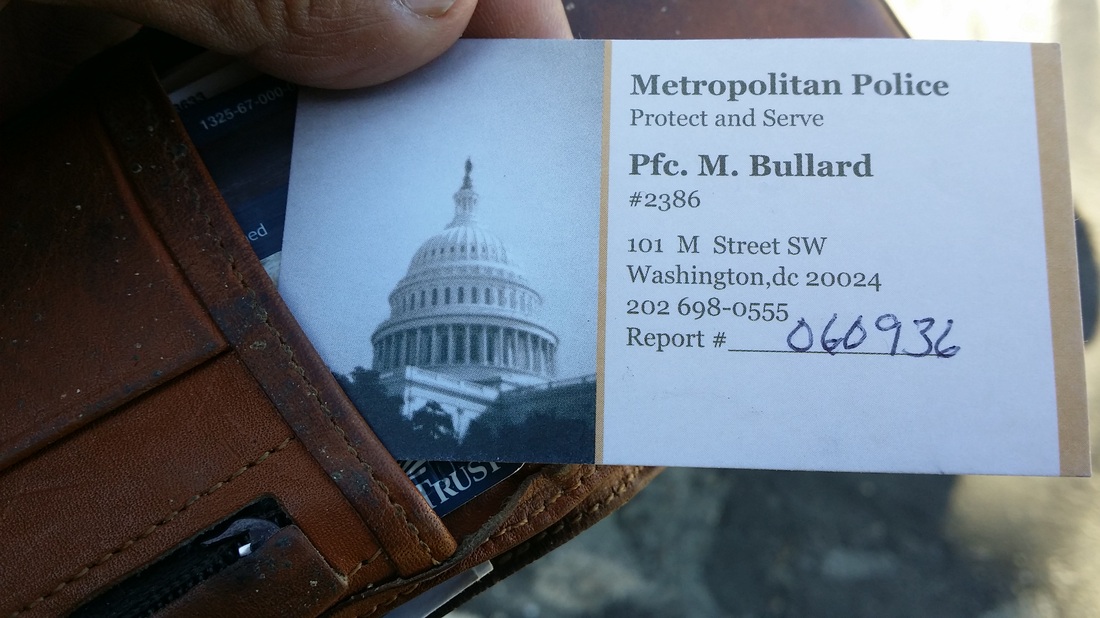 Metropolitan Police
Protect and Serve
Pfc. M. Bullard
#2386
101 M Street SW
Washington,dc 20024
202 698-0555
Report # 060936
1325-67-000
ed
TRUST